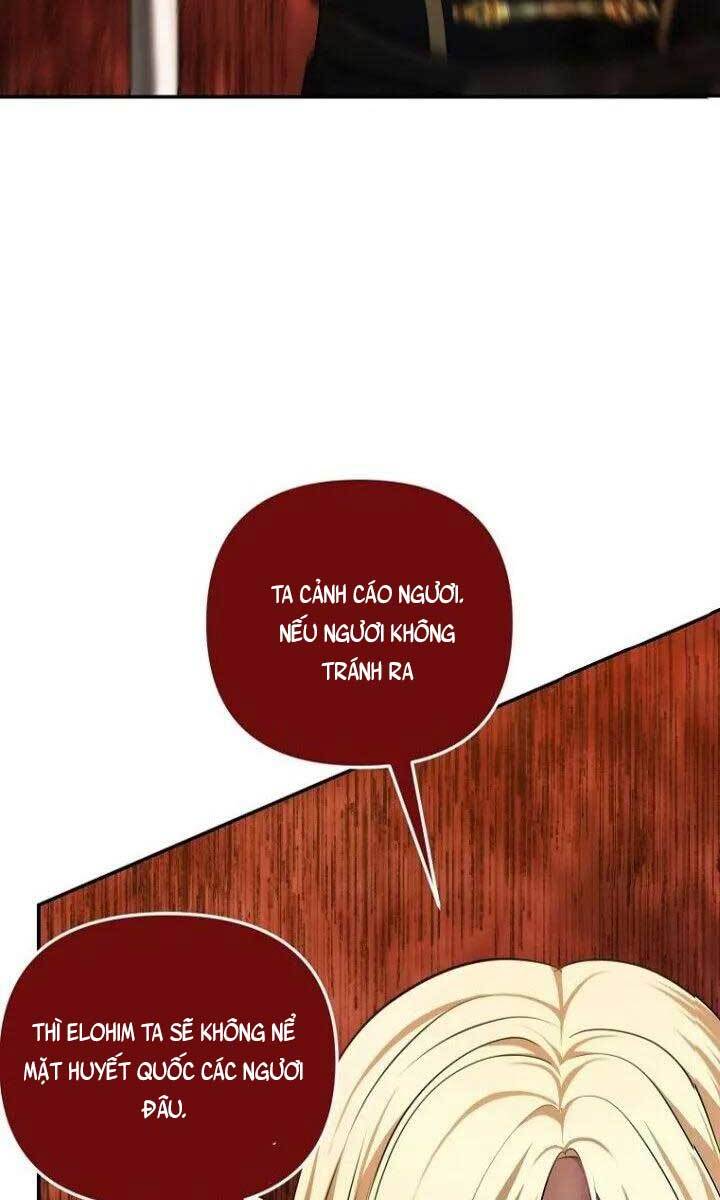 TA CẢNH CÁO NGƯƠI.
NẾU NGƯƠI KHÔNG
TRÁNH RA
THÌ ELOHIM TA SẼ KHÔNG NỂ
MẶT HUYẾT QUỐC CÁC NGƯƠI
ĐÂU.